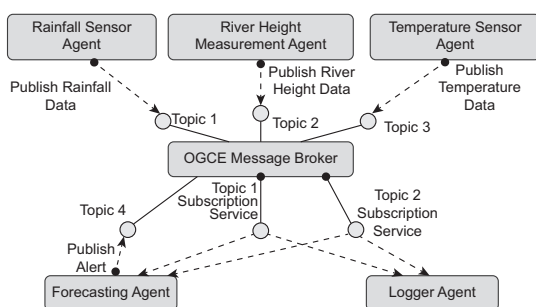 Rainfall Sensor
Agent
River Height
Measurement Agent
Temperature Sensor
Agent
Publish Rainfall
Data
Publish River
Height Data
Publish
Temperature
Data
Topic 1
Topic 2
Topic 3
OGCE Message Broker
Topic 4
Topic 1
Subscription
Service
Topic 2
Subscription
Service
Publish
Alert
Forecasting Agent
Logger Agent